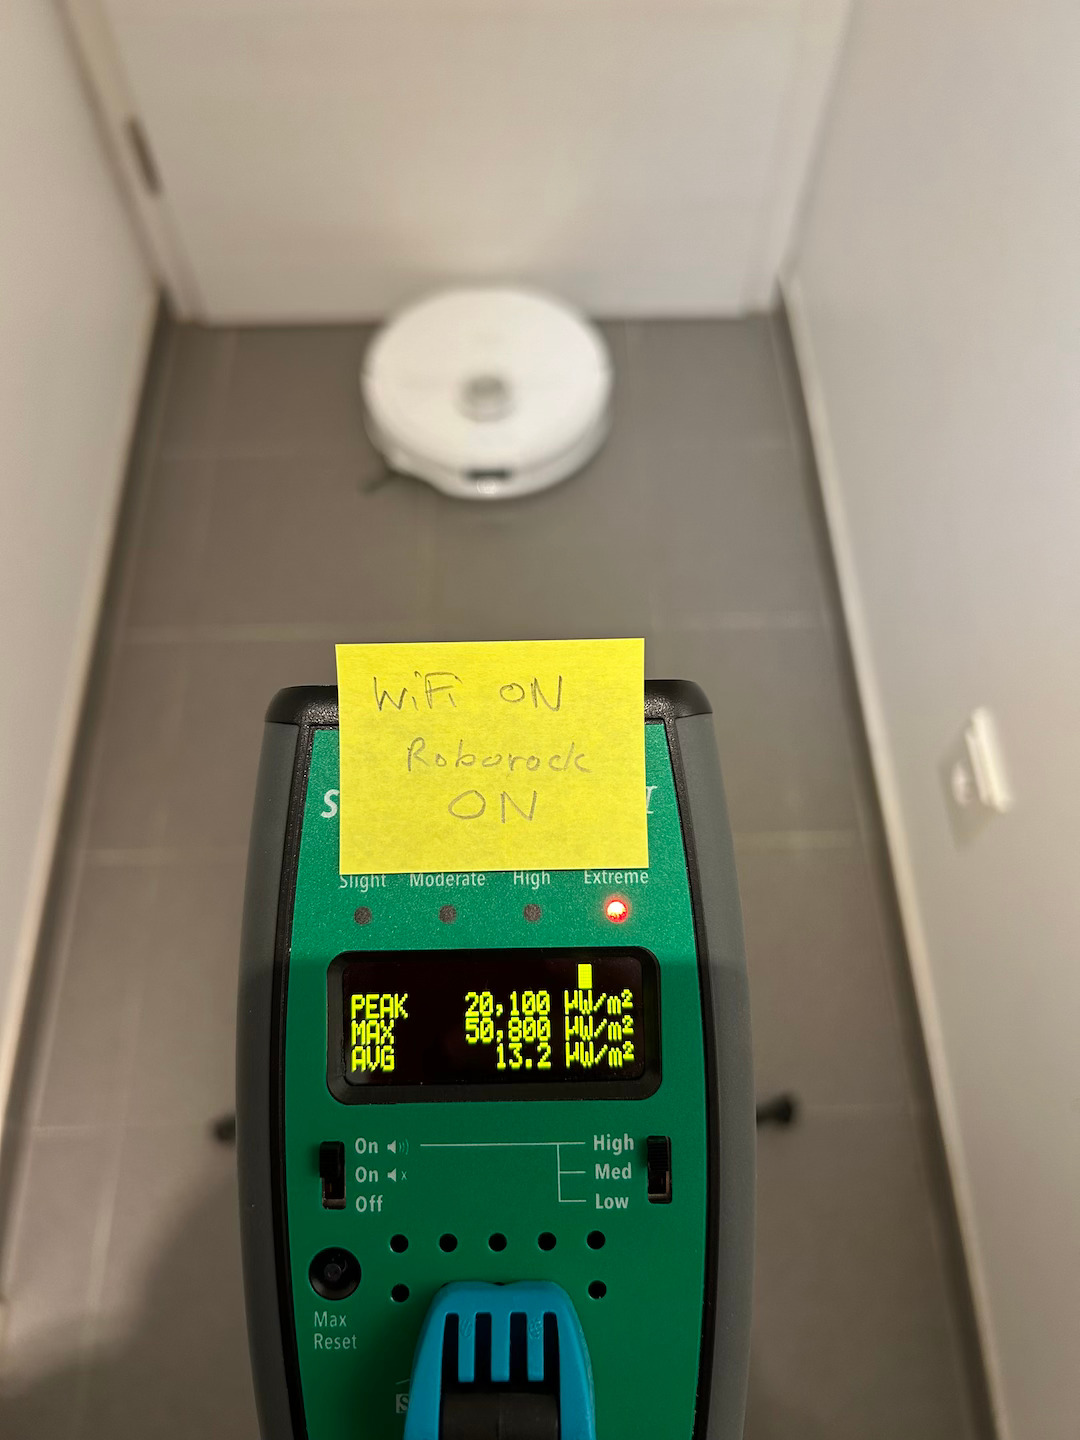 WiFi ON
Roborock
ON
Slight Moderate High Extreme
PEAK 20,100 µW/m²
MAX 50,800 µW/m²
AVG 13.2 µW/m²
On High
On Med
Off Low
Max
Reset